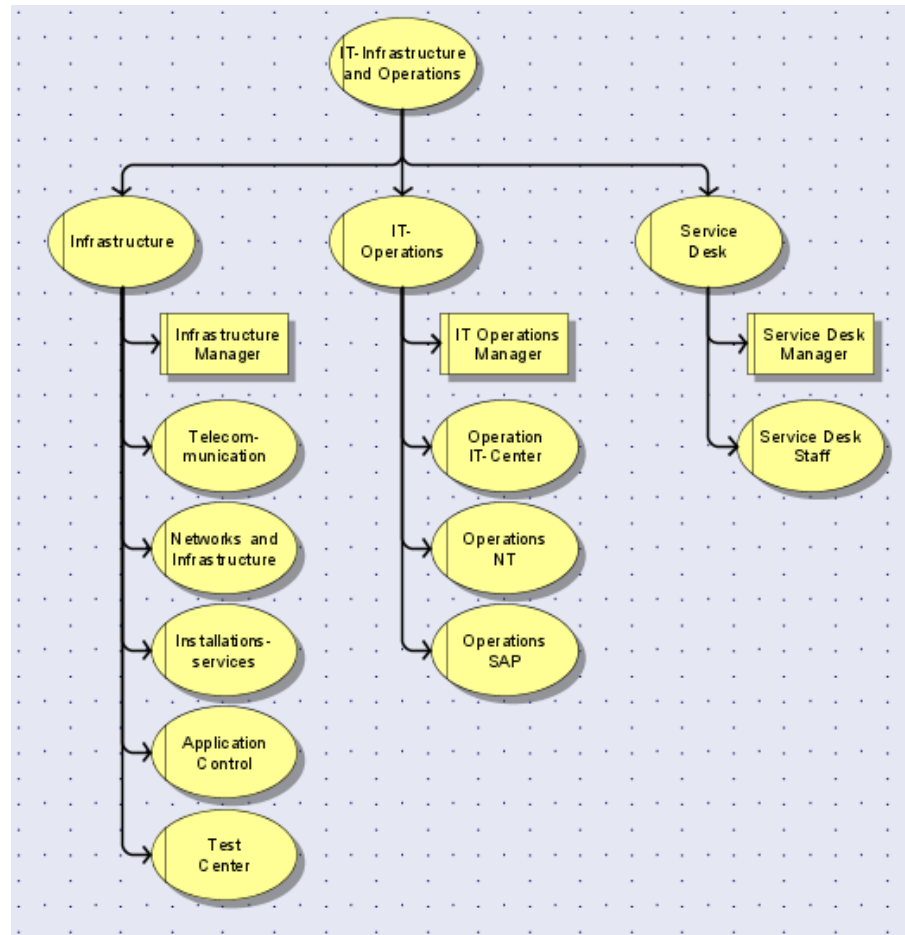 IT-Infrastructure
and Operations
Infrastructure
IT-
Operations
Service
Desk
Infrastructure
Manager
IT Operations
Manager
Service Desk
Manager
Telecom-
munication
Operation
IT-Center
Service Desk
Staff
Networks and
Infrastructure
Operations
NT
Installations-
services
Operations
SAP
Application
Control
Test
Center